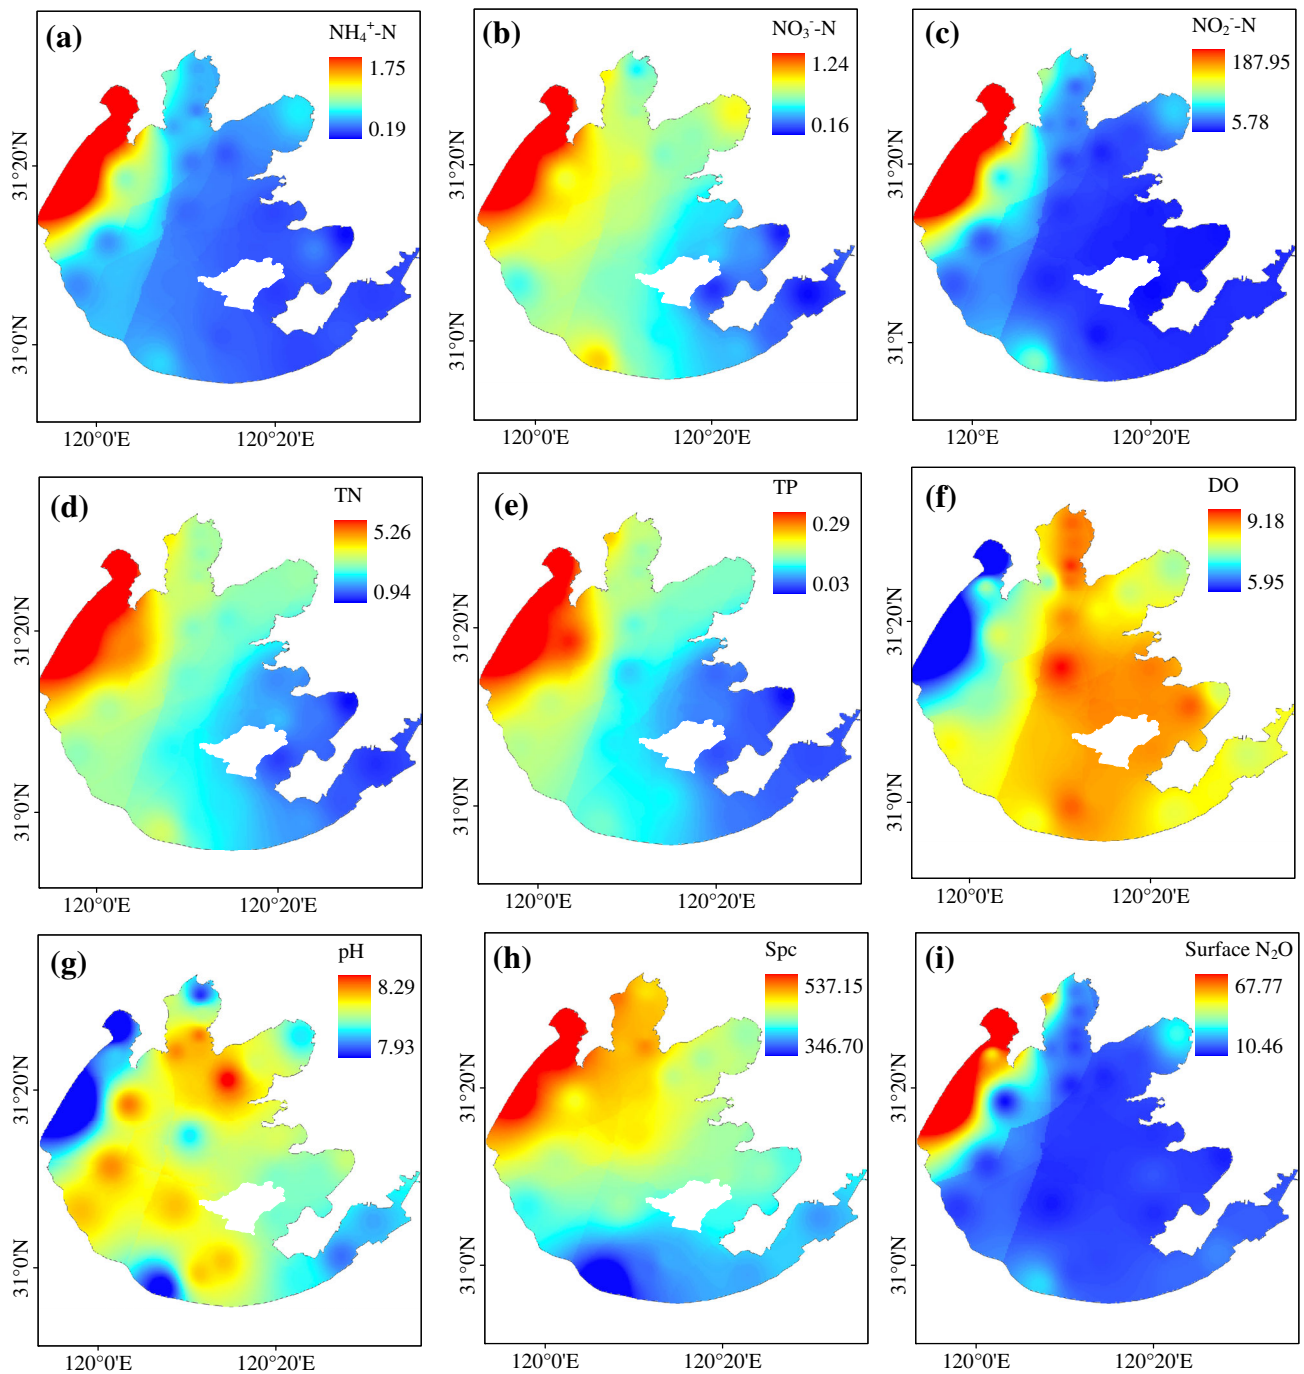 (a)
NH₄⁺-N
1.75
0.19
31°20'N
31°0'N
120°0'E
120°20'E
(b)
NO₃⁻-N
1.24
0.16
31°20'N
31°0'N
120°0'E
120°20'E
(c)
NO₂⁻-N
187.95
5.78
31°20'N
31°N
120°E
120°20'E
(d)
TN
5.26
0.94
31°20'N
31°0'N
120°0'E
120°20'E
(e)
TP
0.29
0.03
31°20'N
31°0'N
120°0'E
120°20'E
(f)
DO
9.18
5.95
31°20'N
31°0'N
120°0'E
120°20'E
(g)
pH
8.29
7.93
31°20'N
31°0'N
120°0'E
120°20'E
(h)
Spc
537.15
346.70
31°20'N
31°0'N
120°0'E
120°20'E
(i)
Surface N₂O
67.77
10.46
31°20'N
31°0'N
120°0'E
120°20'E